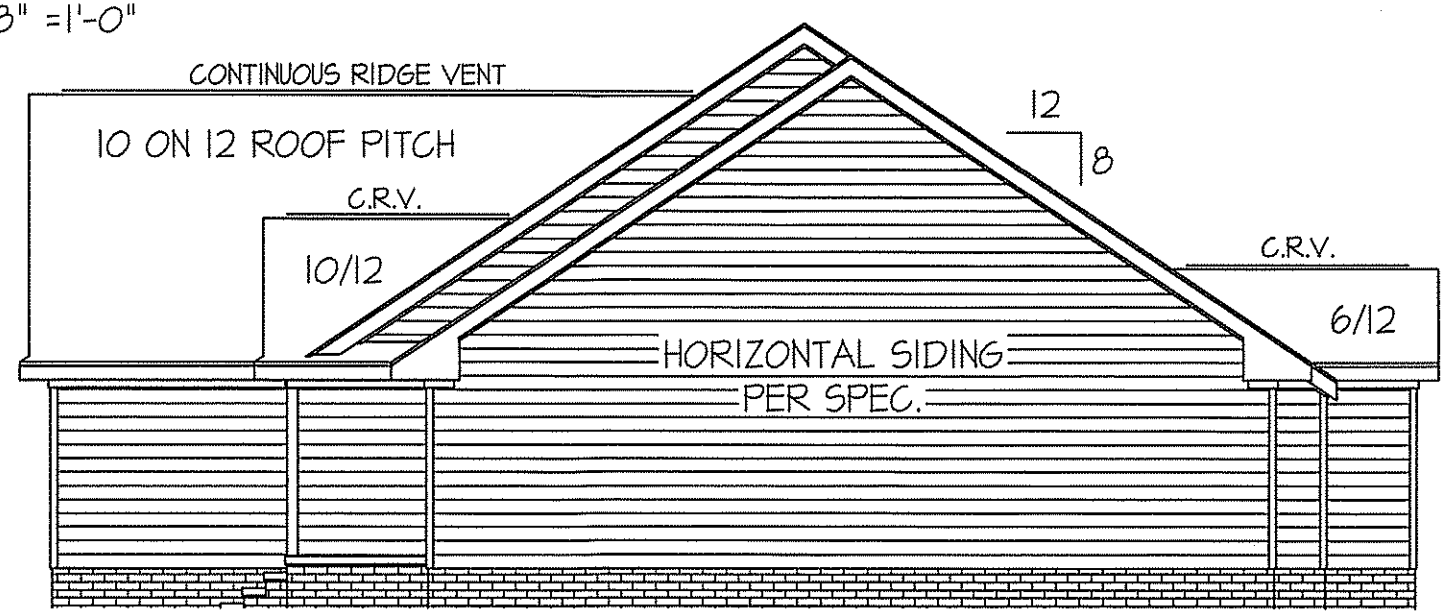 8" =1'-0"
CONTINUOUS RIDGE VENT
10 ON 12 ROOF PITCH
C.R.V.
10/12
12
8
C.R.V.
6/12
HORIZONTAL SIDING
PER SPEC.